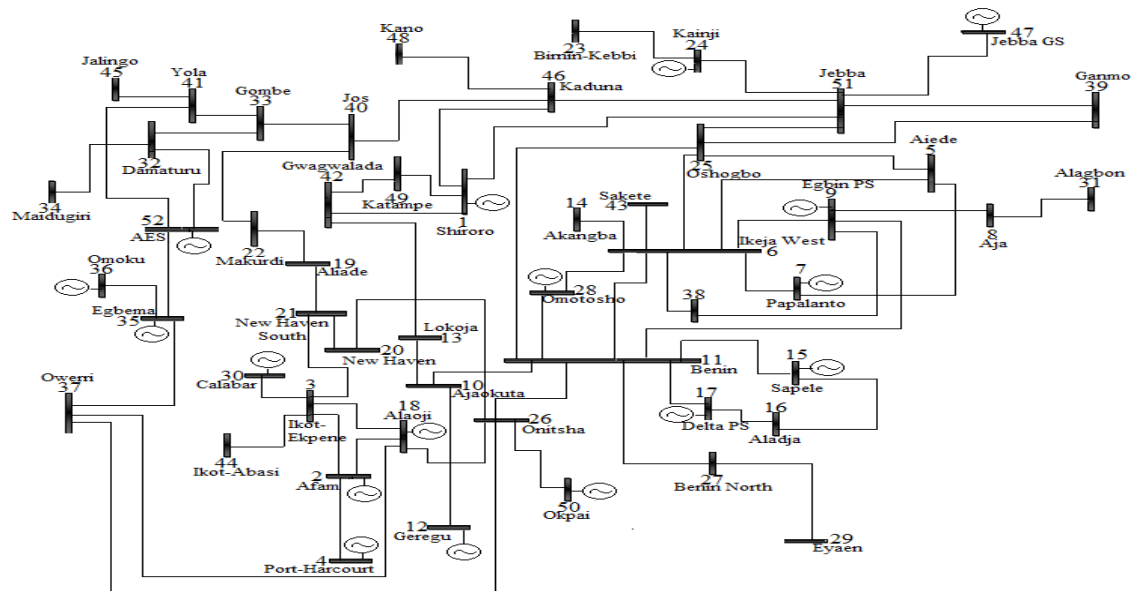 Kano
48
23
Birnin-Kebbi
Kainji
24
47
Jebba GS
Jalingo
45
Yola
41
Gombe
33
Jos
40
46
Kaduna
Jebba
51
Ganmo
39
32
Damaturu
Gwagwalada
42
49
Katampe
1
Shiroro
25
Oshogbo
Aiede
5
34
Maidugiri
Sakete
43
14
Akangba
Egbin PS
9
Alagbon
31
8
Aja
52
AES
22
Makurdi
19
Aliade
Ikeja West
6
Omoku
36
Egbema
35
28
Omotosho
7
Papalanto
38
21
New Haven
South
20
New Haven
Lokoja
13
11
Benin
30
Calabar
3
Ikot-
Ekpene
10
Ajaokuta
15
Sapele
Owerri
37
18
Alaoji
26
Onitsha
17
Delta PS
16
Aladja
44
Ikot-Abasi
2
Afam
27
Benin North
50
Okpai
12
Geregu
4
Port-Harcourt
29
Eyaen